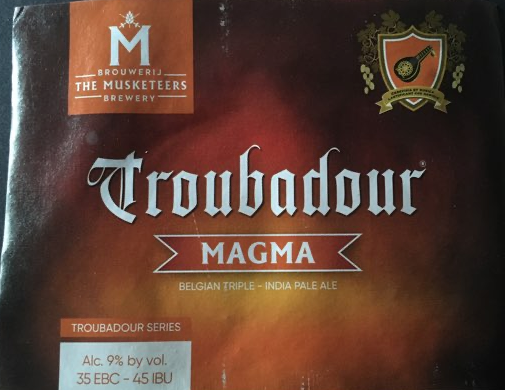 M
BROUWERIJ
THE MUSKETEERS
BREWERY
Troubadour®
MAGMA
BELGIAN TRIPLE - INDIA PALE ALE
TROUBADOUR SERIES
Alc. 9% by vol.
35 EBC - 45 IBU